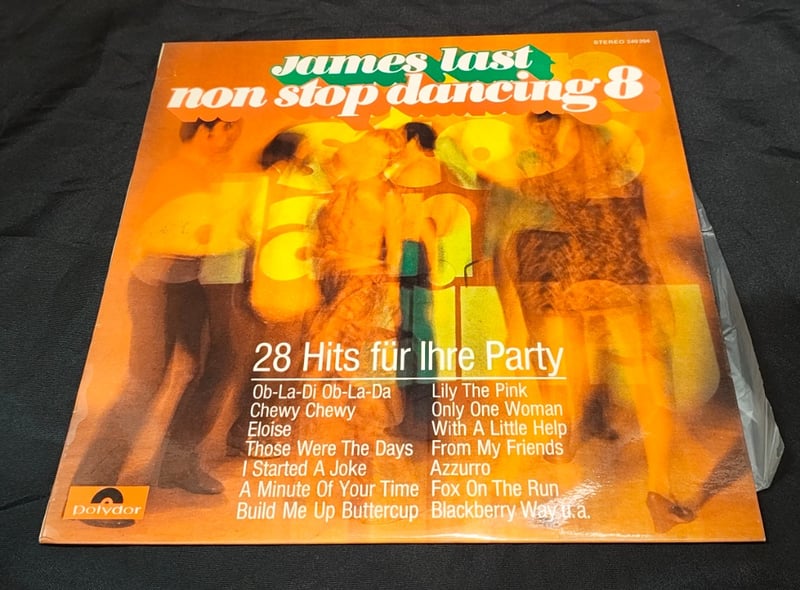 STEREO 249 294
James last
non stop dancing 8
28 Hits für Ihre Party
Ob-La-Di Ob-La-Da
Chewy Chewy
Eloise
Those Were The Days
I Started A Joke
A Minute Of Your Time
Build Me Up Buttercup
Lily The Pink
Only One Woman
With A Little Help
From My Friends
Azzurro
Fox On The Run
Blackberry Way u.a.
polydor